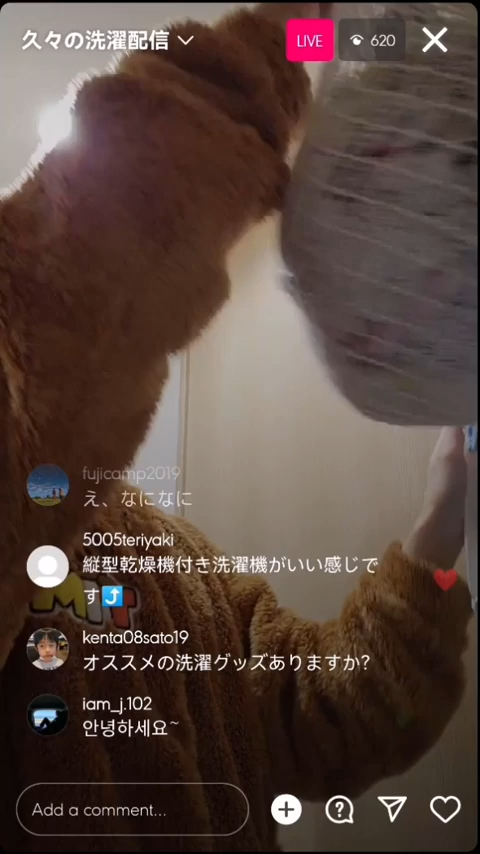 久々の洗濯配信
LIVE
620
fujicamp2019
え、なになに
5005teriyaki
縦型乾燥機付き洗濯機がいい感じで
す⤴️
kenta08sato19
オススメの洗濯グッズありますか?
iam_j.102
안녕하세요~
Add a comment...